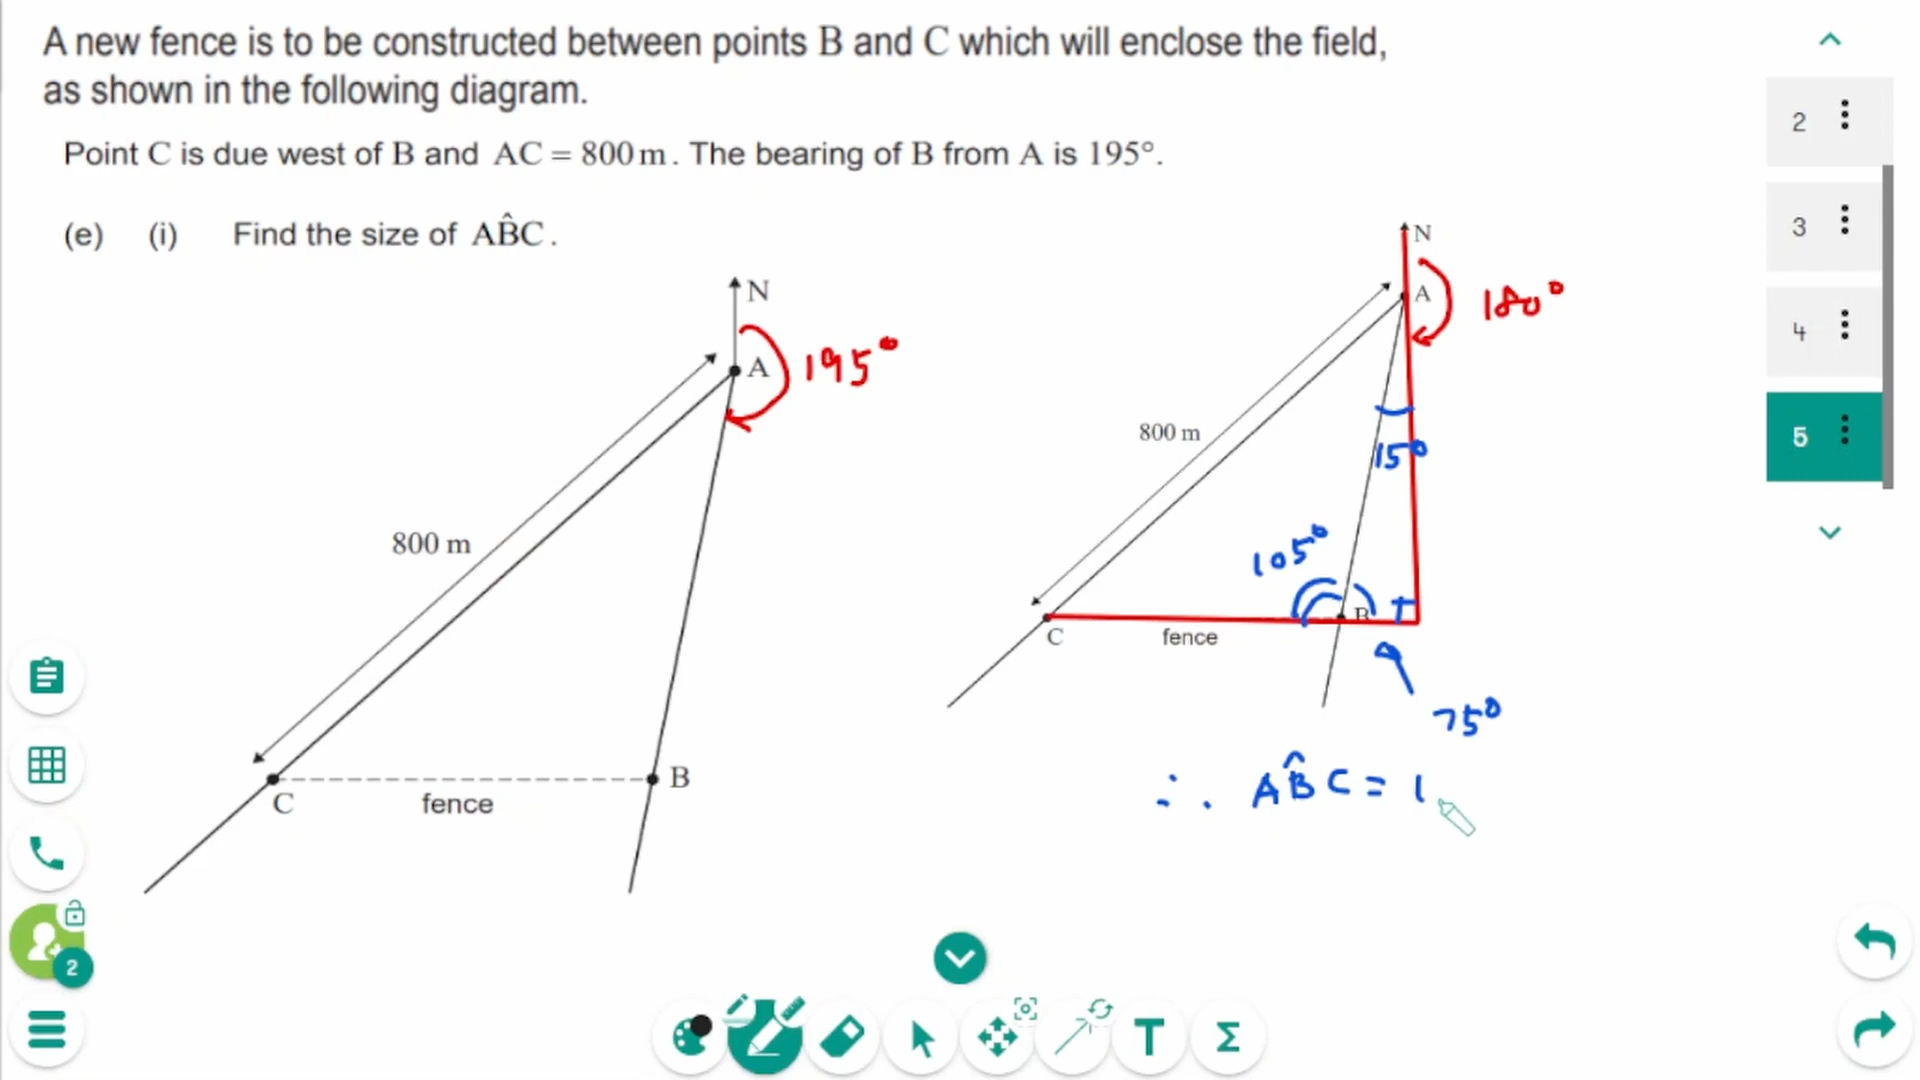 A new fence is to be constructed between points B and C which will enclose the field,
as shown in the following diagram.
Point C is due west of B and AC = 800 m. The bearing of B from A is 195°.
(e) (i) Find the size of AB̂C.
N
A
195°
800 m
C
fence
B
N
A
180°
800 m
15°
105°
B
C
fence
75°
∴ AB̂C = 1
2
3
4
5
2
T
Σ